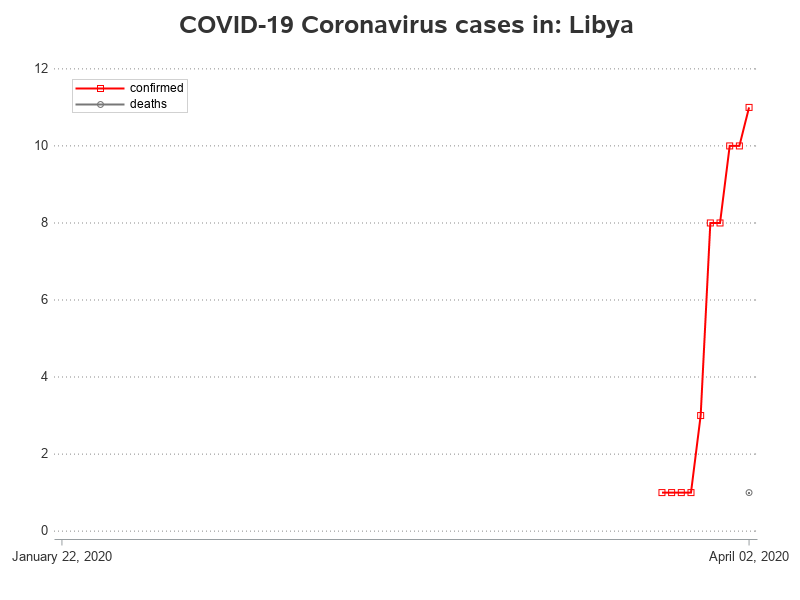 COVID-19 Coronavirus cases in: Libya
12
confirmed
deaths
10
8
6
4
2
0
January 22, 2020
April 02, 2020